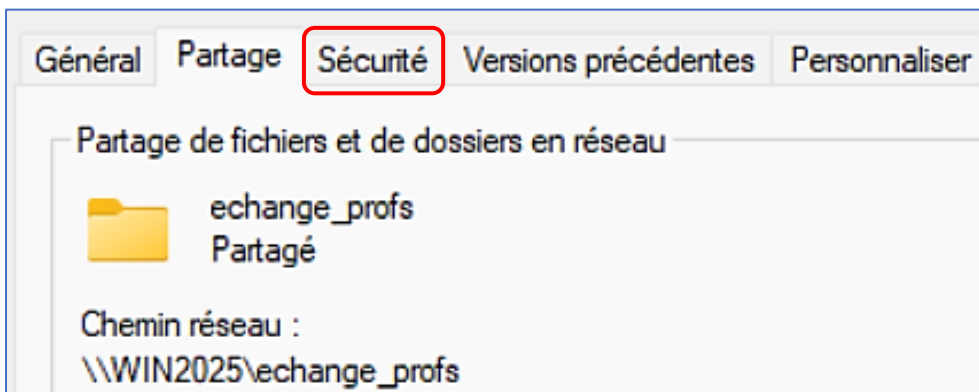 Général Partage Sécurité Versions précédentes Personnaliser
Partage de fichiers et de dossiers en réseau
echange_profs
Partagé
Chemin réseau :
\\WIN2025\echange_profs